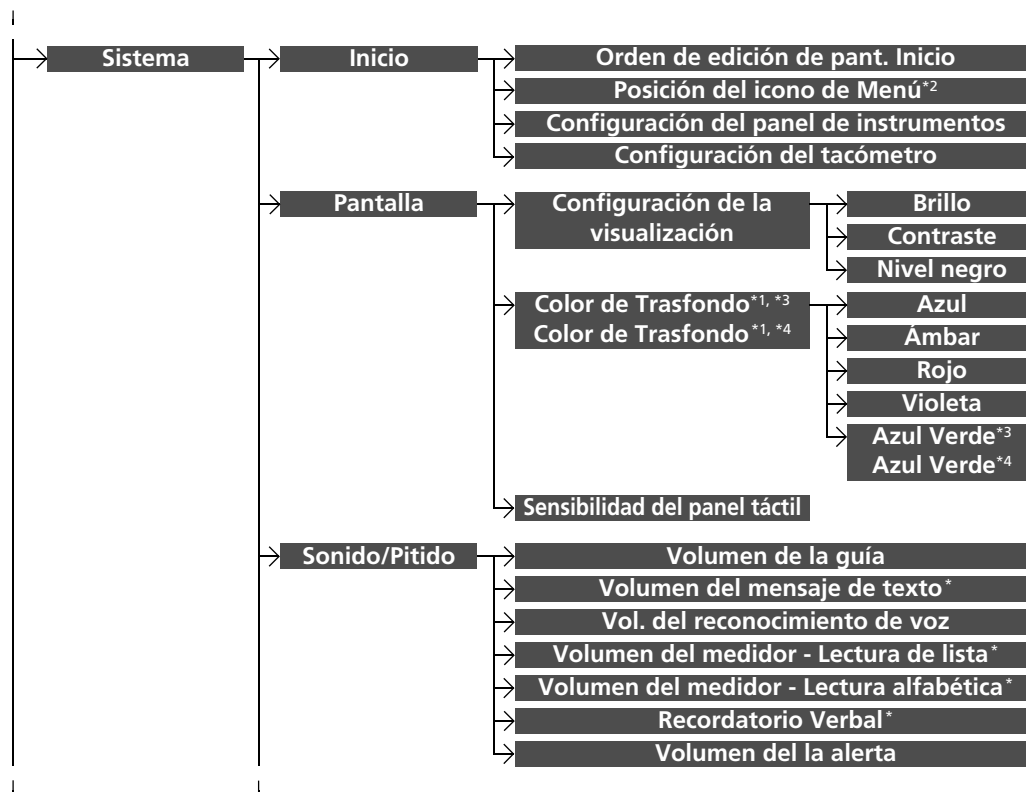 Sistema
Inicio
Orden de edición de pant. Inicio
Posición del icono de Menú*2
Configuración del panel de instrumentos
Configuración del tacómetro
Pantalla
Configuración de la
visualización
Brillo
Contraste
Nivel negro
Color de Trasfondo*1, *3
Color de Trasfondo*1, *4
Azul
Ámbar
Rojo
Violeta
Azul Verde*3
Azul Verde*4
Sensibilidad del panel táctil
Sonido/Pitido
Volumen de la guía
Volumen del mensaje de texto*
Vol. del reconocimiento de voz
Volumen del medidor - Lectura de lista*
Volumen del medidor - Lectura alfabética*
Recordatorio Verbal*
Volumen del la alerta